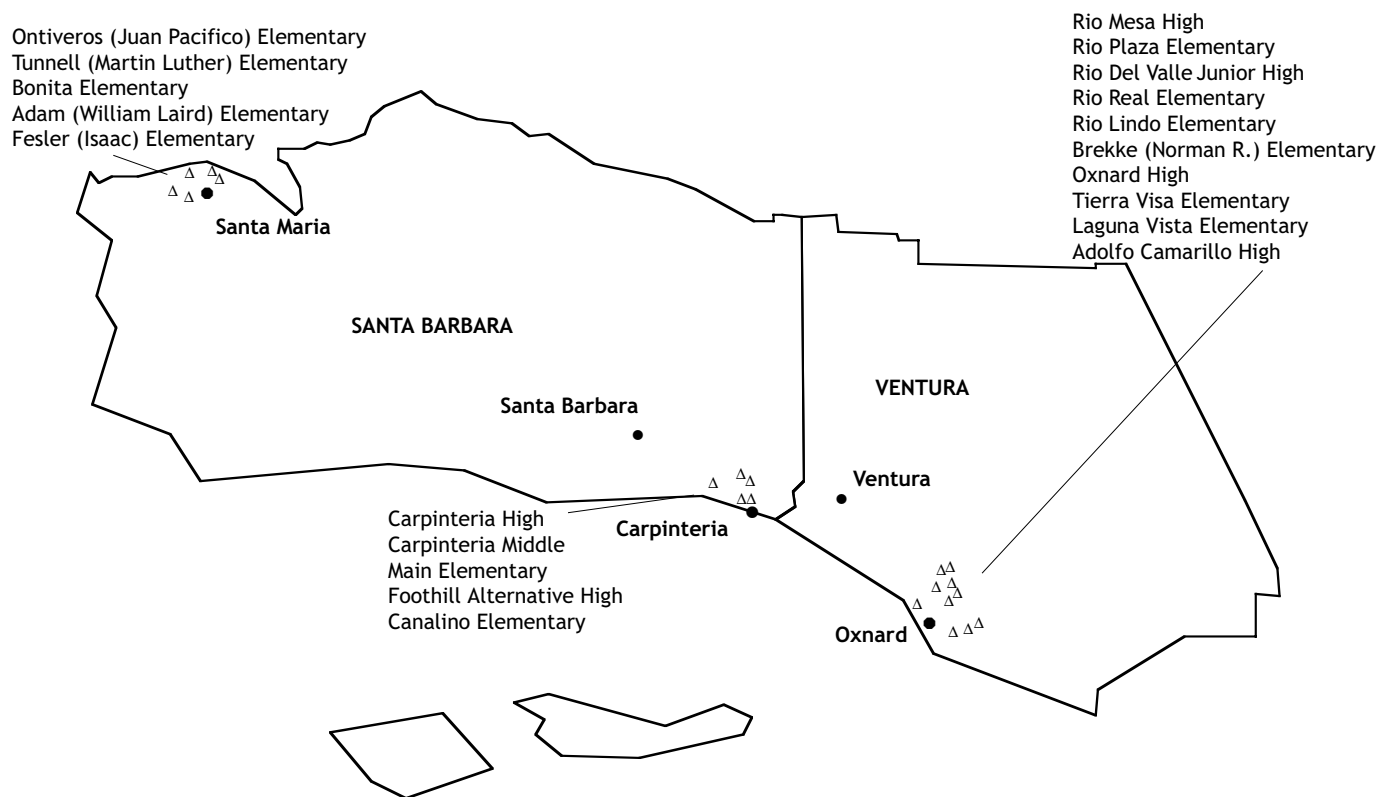 Ontiveros (Juan Pacifico) Elementary
Tunnell (Martin Luther) Elementary
Bonita Elementary
Adam (William Laird) Elementary
Fesler (Isaac) Elementary
Rio Mesa High
Rio Plaza Elementary
Rio Del Valle Junior High
Rio Real Elementary
Rio Lindo Elementary
Brekke (Norman R.) Elementary
Oxnard High
Tierra Visa Elementary
Laguna Vista Elementary
Adolfo Camarillo High
Santa Maria
SANTA BARBARA
VENTURA
Santa Barbara
Ventura
Carpinteria
Carpinteria High
Carpinteria Middle
Main Elementary
Foothill Alternative High
Canalino Elementary
Oxnard